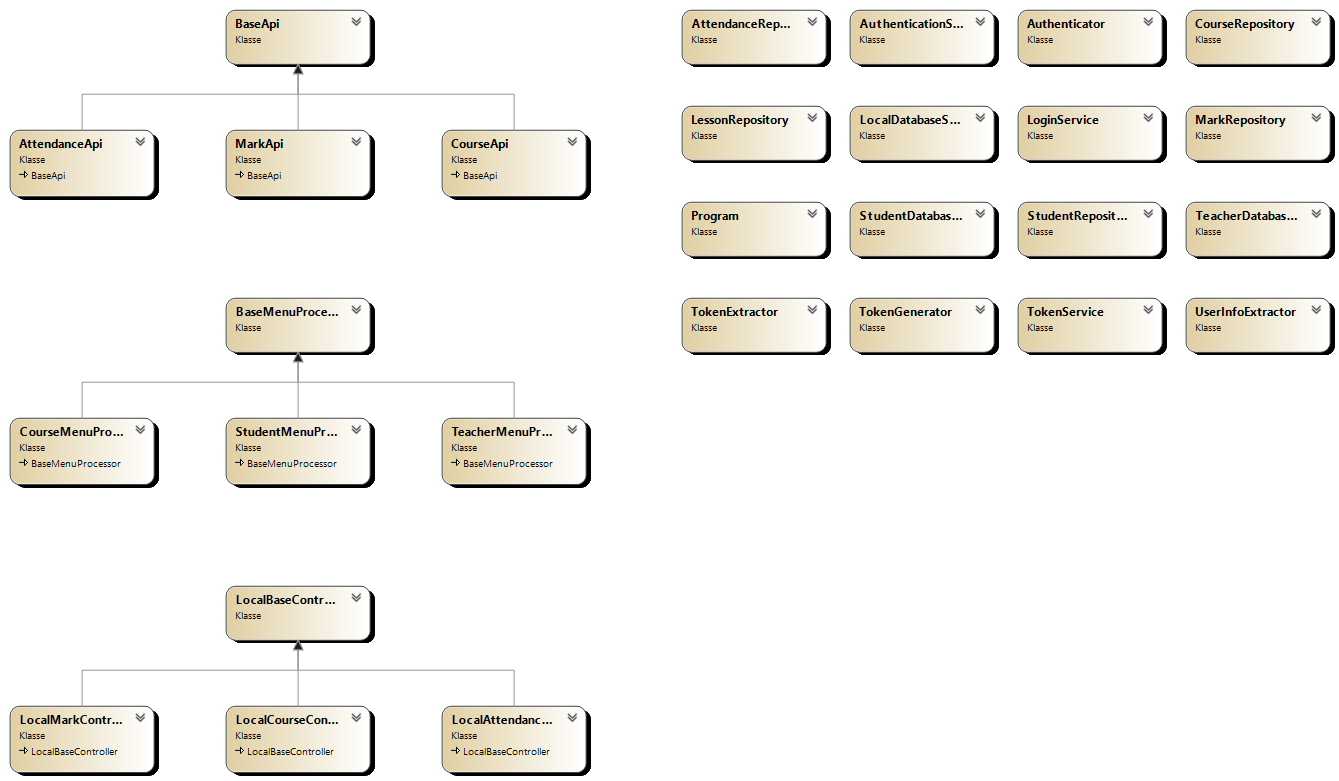 BaseApi
Klasse
AttendanceApi
Klasse
BaseApi
MarkApi
Klasse
BaseApi
CourseApi
Klasse
BaseApi
BaseMenuProce...
Klasse
CourseMenuPro...
Klasse
BaseMenuProcessor
StudentMenuPr...
Klasse
BaseMenuProcessor
TeacherMenuPr...
Klasse
BaseMenuProcessor
LocalBaseContr...
Klasse
LocalMarkContr...
Klasse
LocalBaseController
LocalCourseCon...
Klasse
LocalBaseController
LocalAttendanc...
Klasse
LocalBaseController
AttendanceRep...
Klasse
AuthenticationS...
Klasse
Authenticator
Klasse
CourseRepository
Klasse
LessonRepository
Klasse
LocalDatabaseS...
Klasse
LoginService
Klasse
MarkRepository
Klasse
Program
Klasse
StudentDatabas...
Klasse
StudentReposit...
Klasse
TeacherDatabas...
Klasse
TokenExtractor
Klasse
TokenGenerator
Klasse
TokenService
Klasse
UserInfoExtractor
Klasse